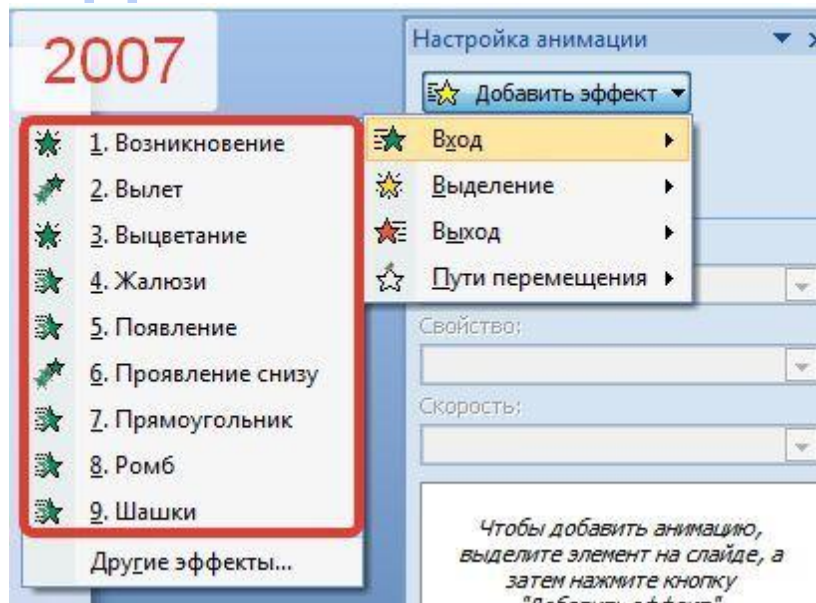 2007
Настройка анимации
Добавить эффект
Вход
Выделение
Выход
Пути перемещения
1. Возникновение
2. Вылет
3. Выцветание
4. Жалюзи
5. Появление
6. Проявление снизу
7. Прямоугольник
8. Ромб
9. Шашки
Другие эффекты...
Свойство:
Скорость:
Чтобы добавить анимацию,
выделите элемент на слайде, а
затем нажмите кнопку
"Добавить эффект".